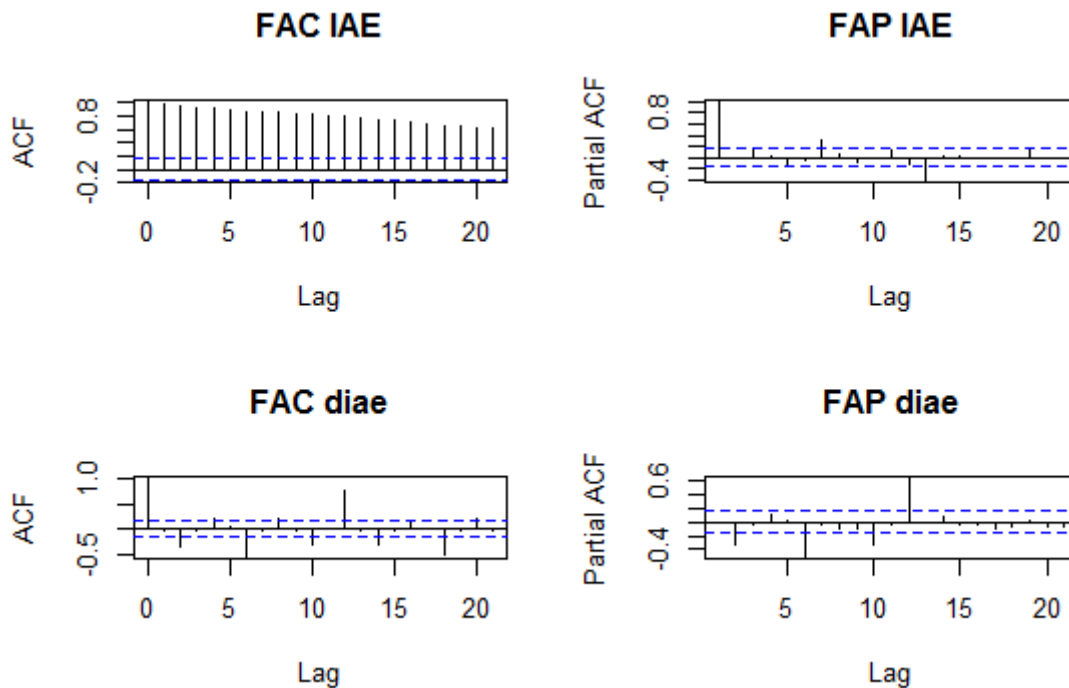 FAC IAE
ACF
-0.2 0.8
0 5 10 15 20
Lag
FAP IAE
Partial ACF
-0.4 0.8
5 10 15 20
Lag
FAC diae
ACF
-0.5 1.0
0 5 10 15 20
Lag
FAP diae
Partial ACF
-0.4 0.6
5 10 15 20
Lag